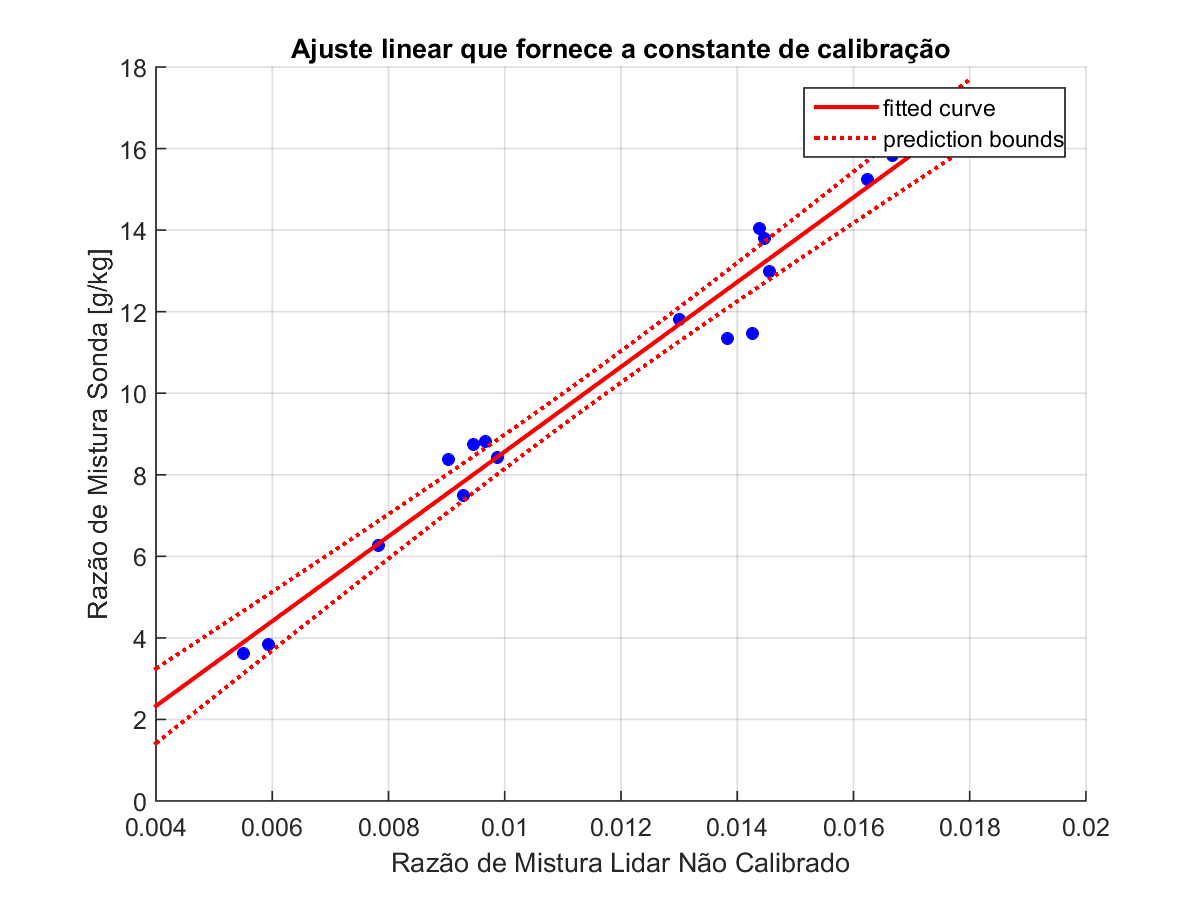 Ajuste linear que fornece a constante de calibração
18
16
14
12
10
8
6
4
2
0
fitted curve
prediction bounds
Razão de Mistura Sonda [g/kg]
0.004 0.006 0.008 0.01 0.012 0.014 0.016 0.018 0.02
Razão de Mistura Lidar Não Calibrado